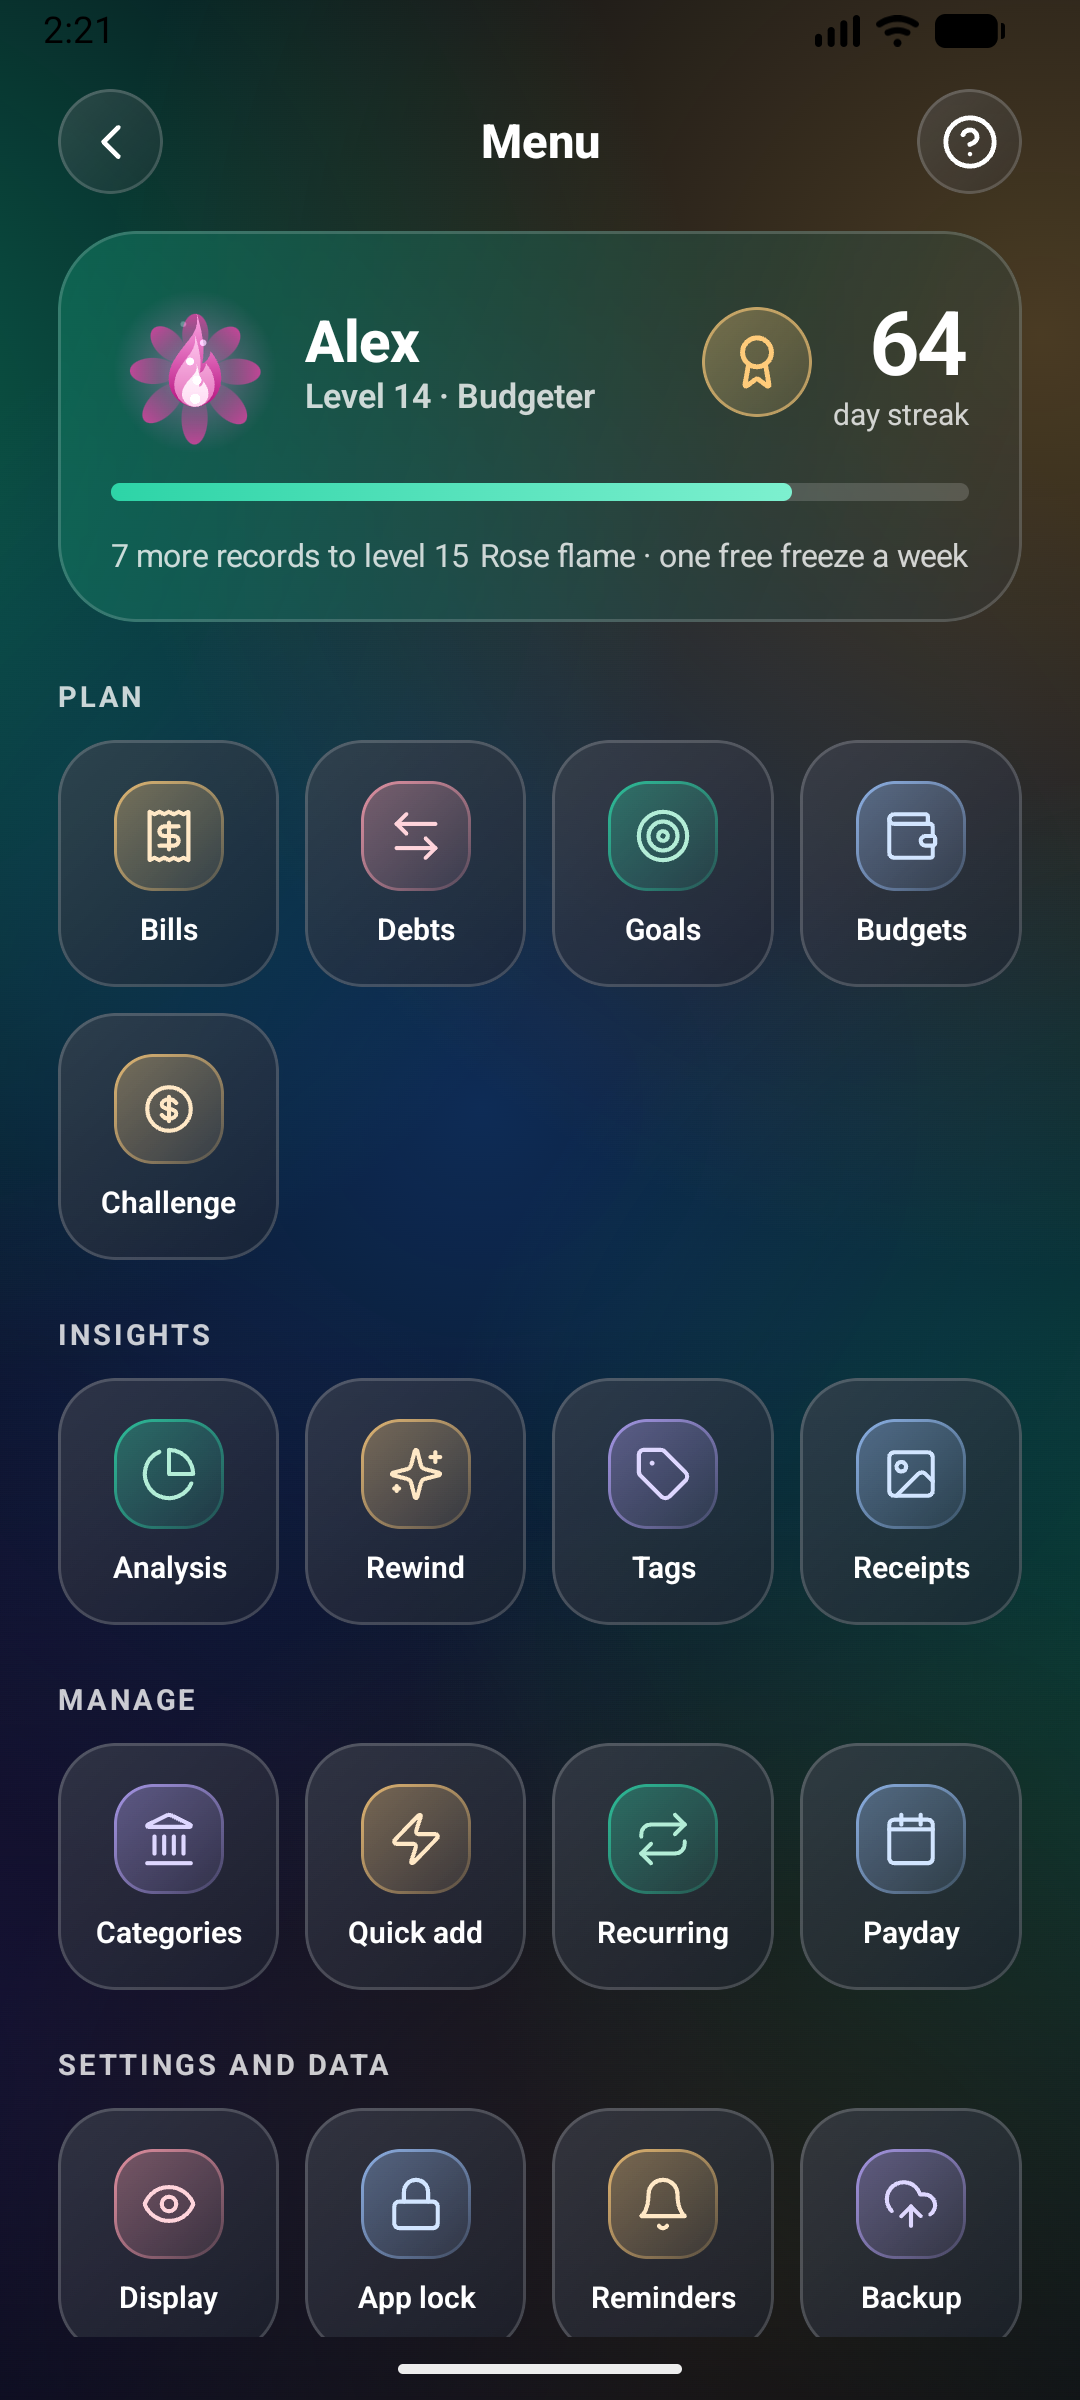 2:21
Menu
Alex
Level 14 · Budgeter
64
day streak
7 more records to level 15 Rose flame · one free freeze a week
PLAN
Bills Debts Goals Budgets
Challenge
INSIGHTS
Analysis Rewind Tags Receipts
MANAGE
Categories Quick add Recurring Payday
SETTINGS AND DATA
Display App lock Reminders Backup